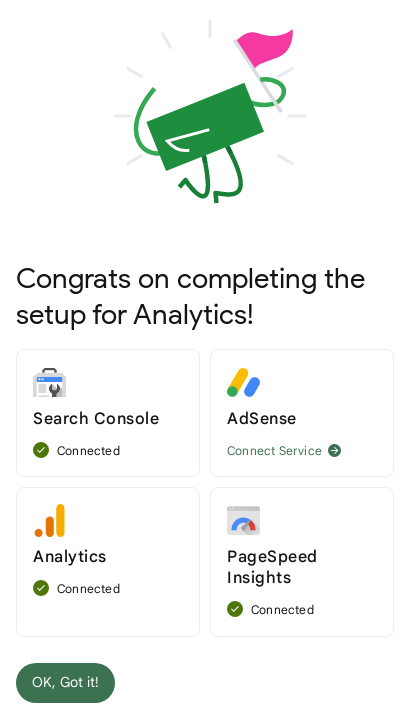 Congrats on completing the
setup for Analytics!
Search Console
Connected
AdSense
Connect Service
Analytics
Connected
PageSpeed
Insights
Connected
OK, Got it!